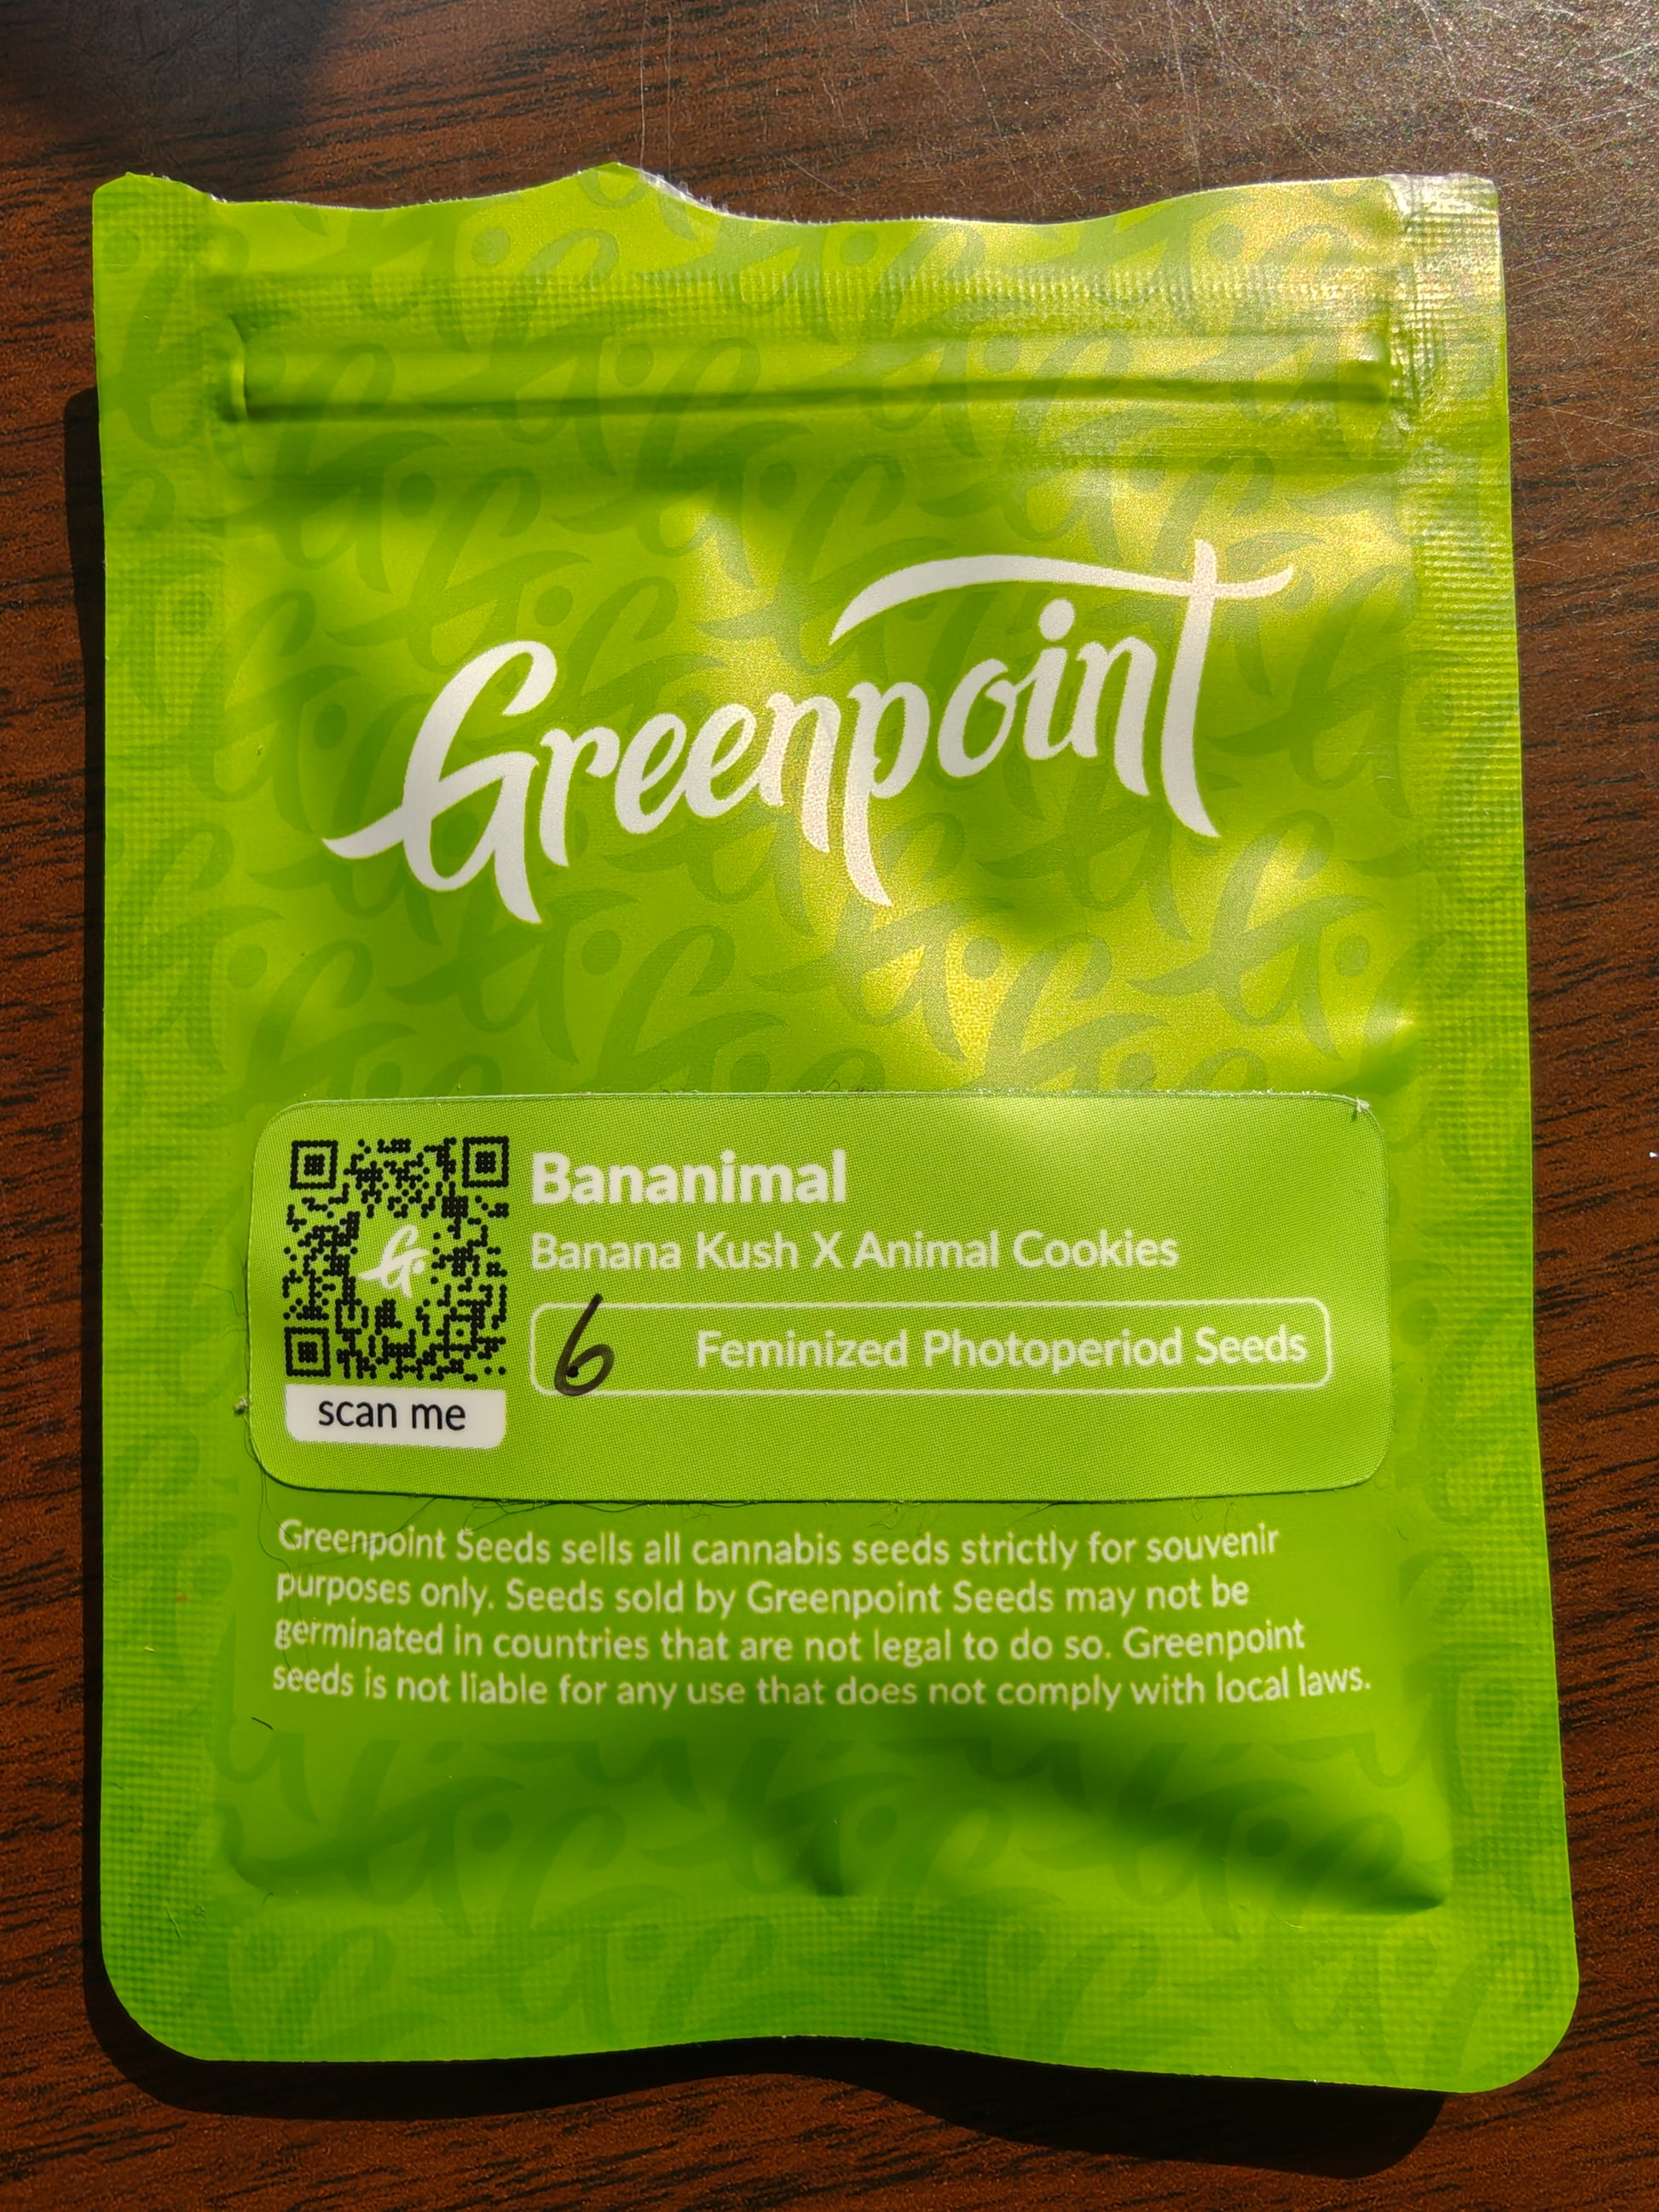 Greenpoint
Bananimal
Banana Kush X Animal Cookies
6 Feminized Photoperiod Seeds
scan me
Greenpoint Seeds sells all cannabis seeds strictly for souvenir
purposes only. Seeds sold by Greenpoint Seeds may not be
germinated in countries that are not legal to do so. Greenpoint
seeds is not liable for any use that does not comply with local laws.